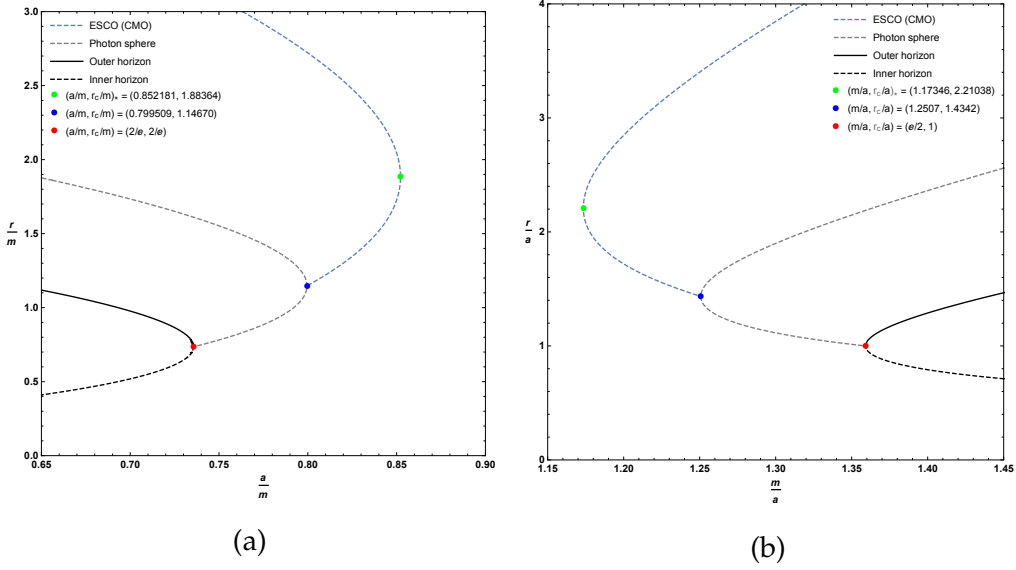 3.0
2.5
2.0
1.5
1.0
0.5
0.0
r
m
ESCO (CMO)
Photon sphere
Outer horizon
Inner horizon
(a/m, r_c/m)_* = (0.852181, 1.88364)
(a/m, r_c/m) = (0.799509, 1.14670)
(a/m, r_c/m) = (2/e, 2/e)
0.65 0.70 0.75 0.80 0.85 0.90
a
m
(a)
4
3
2
1
0
r
a
ESCO (CMO)
Photon sphere
Outer horizon
Inner horizon
(m/a, r_c/a)_* = (1.17346, 2.21038)
(m/a, r_c/a) = (1.2507, 1.4342)
(m/a, r_c/a) = (e/2, 1)
1.15 1.20 1.25 1.30 1.35 1.40 1.45
m
a
(b)